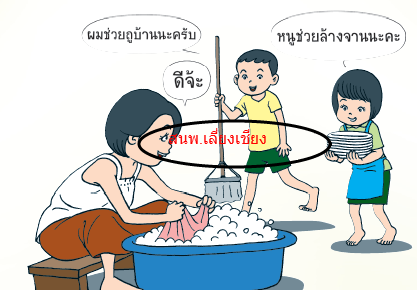 ผมช่วยถูบ้านนะครับ
หนูช่วยล้างจานนะคะ
ดีจ้ะ
ผนพ.เลี่ยงเชียง